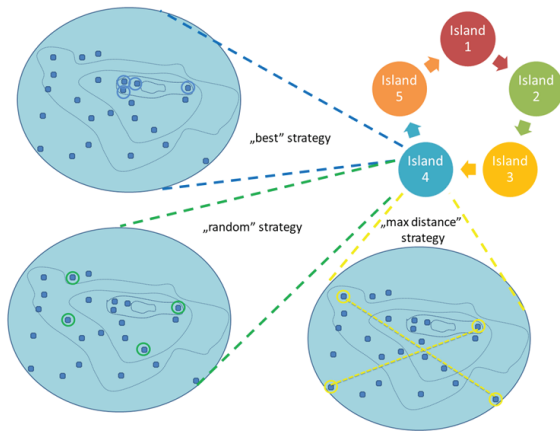 Island
1
Island
5
Island
2
Island
4
Island
3
„best” strategy
„random” strategy
„max distance”
strategy